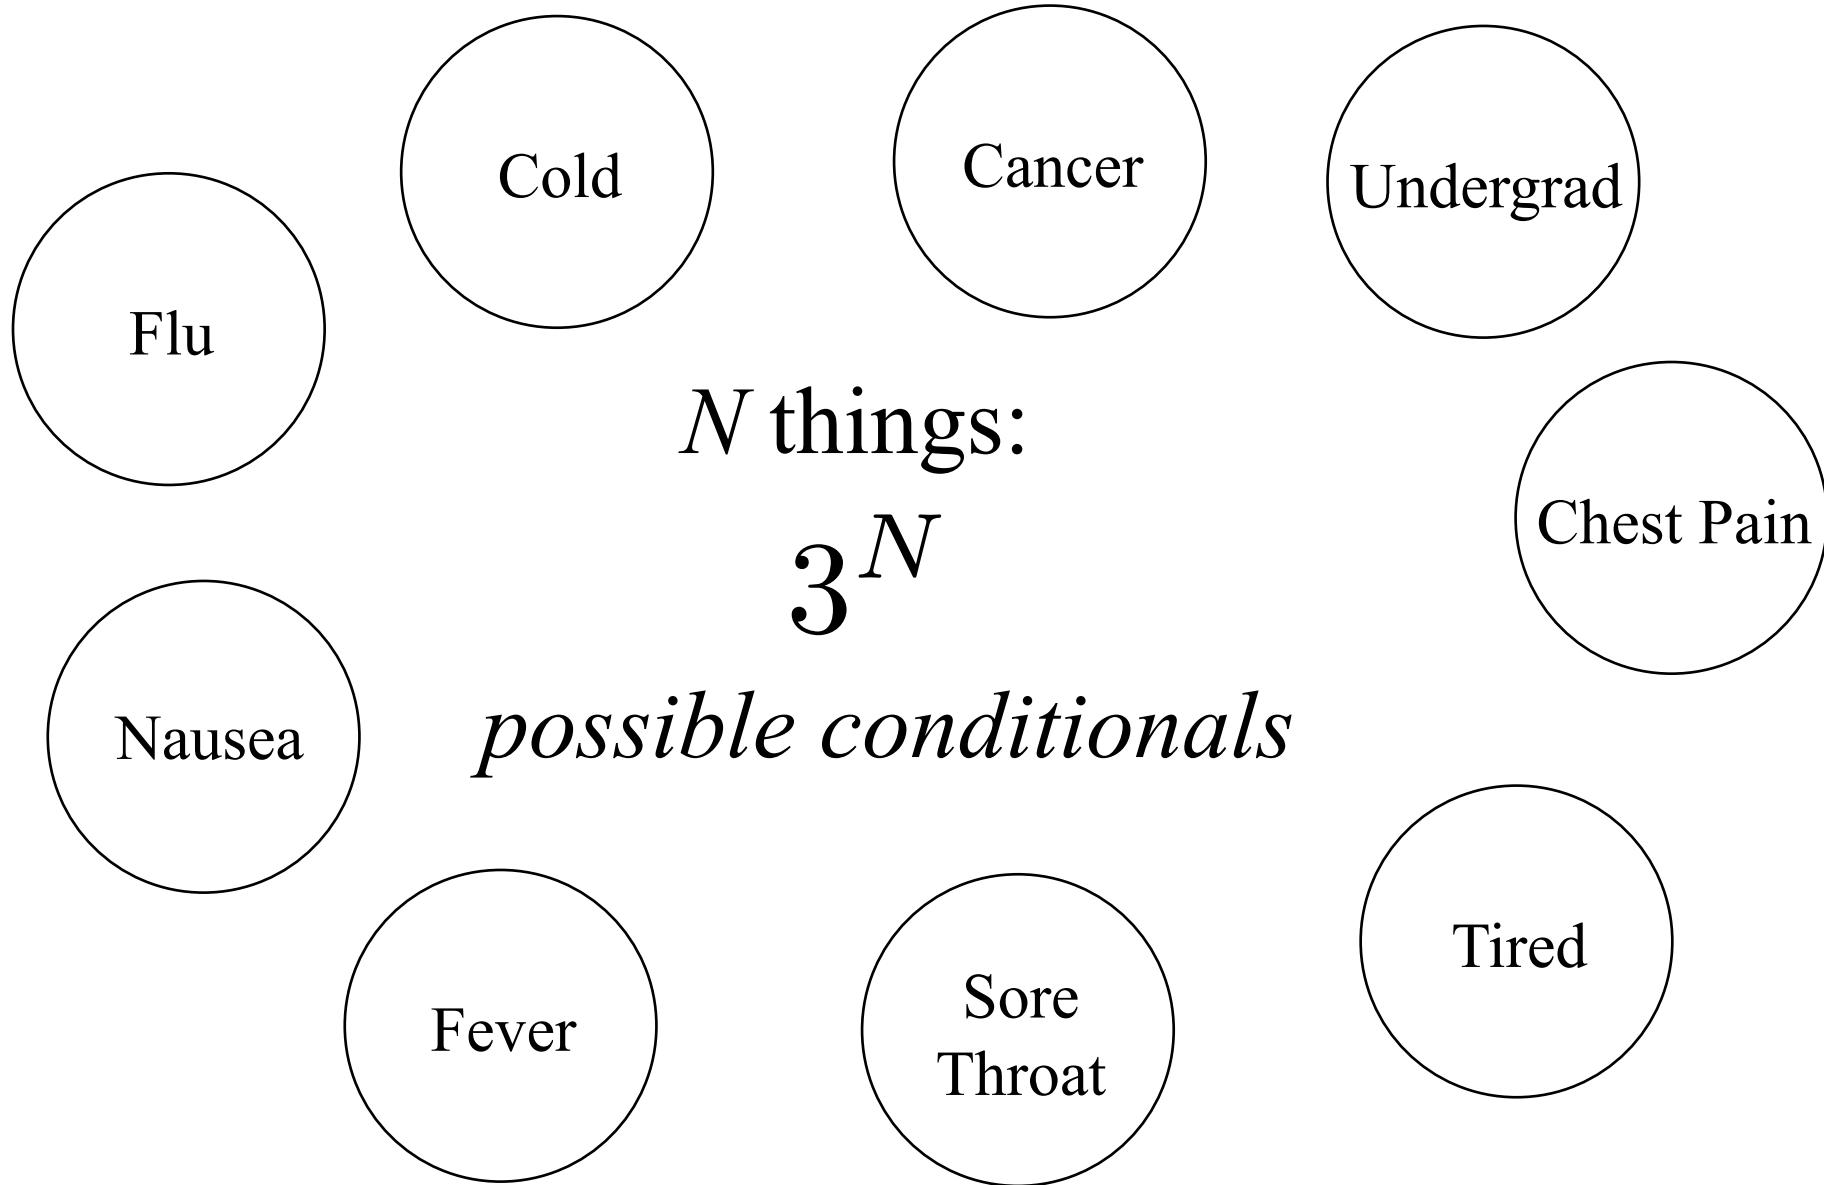 Cold
Cancer
Undergrad
Flu
N things:
3^N
Chest Pain
possible conditionals
Nausea
Tired
Fever
Sore
Throat